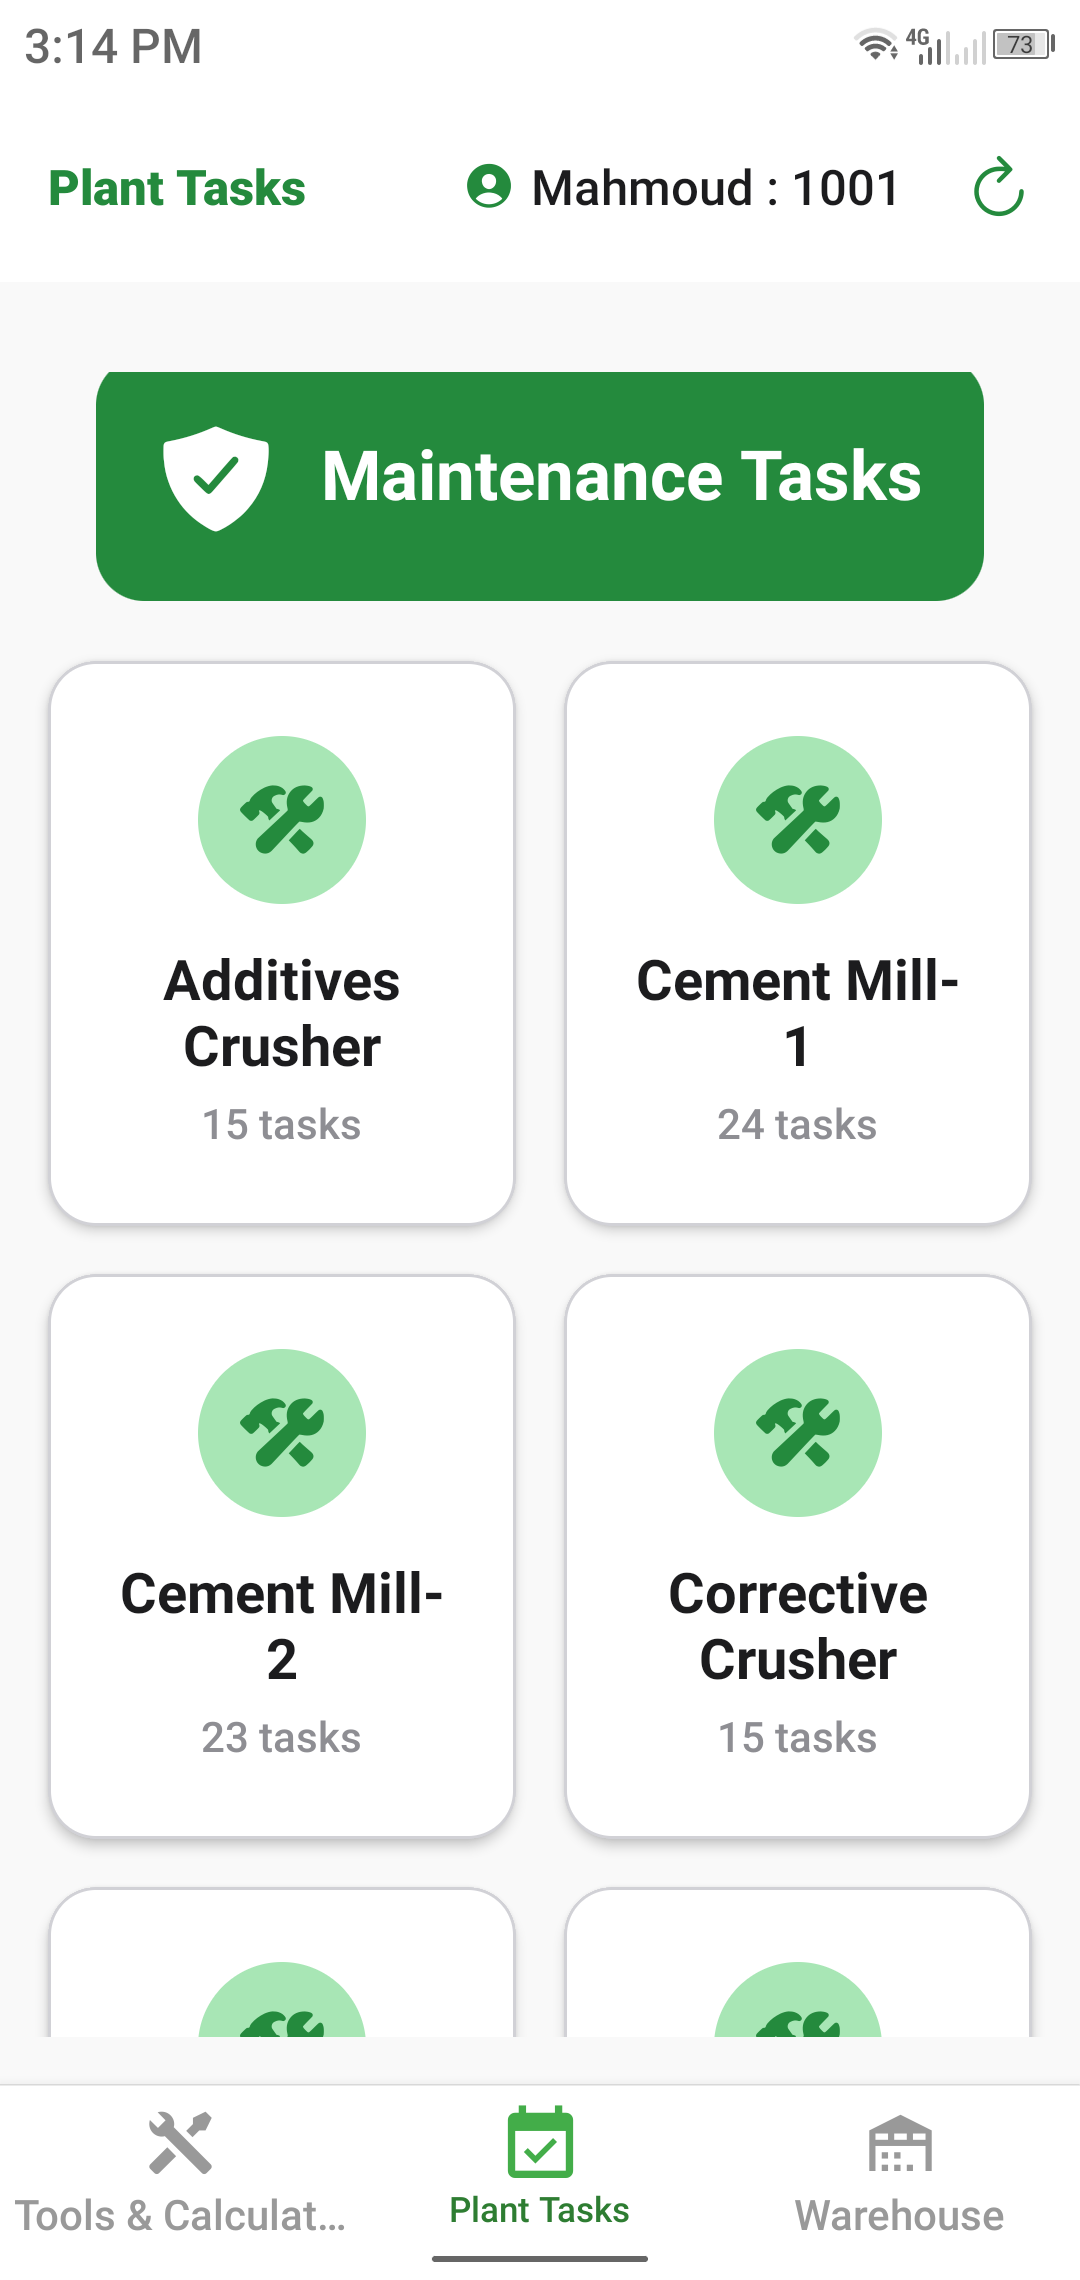 3:14 PM
4G
73
Plant Tasks
Mahmoud : 1001
Maintenance Tasks
Additives
Crusher
15 tasks
Cement Mill-
1
24 tasks
Cement Mill-
2
23 tasks
Corrective
Crusher
15 tasks
Tools & Calculat...
Plant Tasks
Warehouse